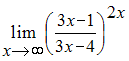 lim x→∞ ((3x-1)/(3x-4))^2x